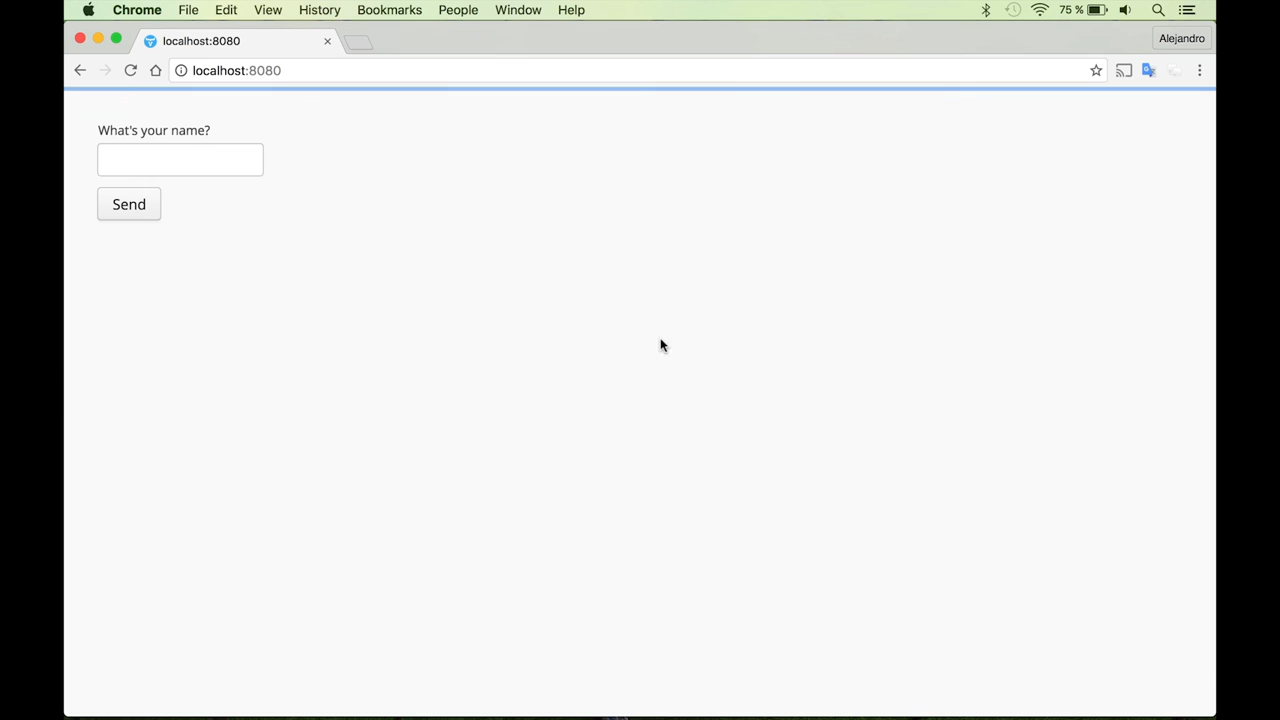 Chrome File Edit View History Bookmarks People Window Help 75 %
localhost:8080 Alejandro
localhost:8080
What's your name?
Send